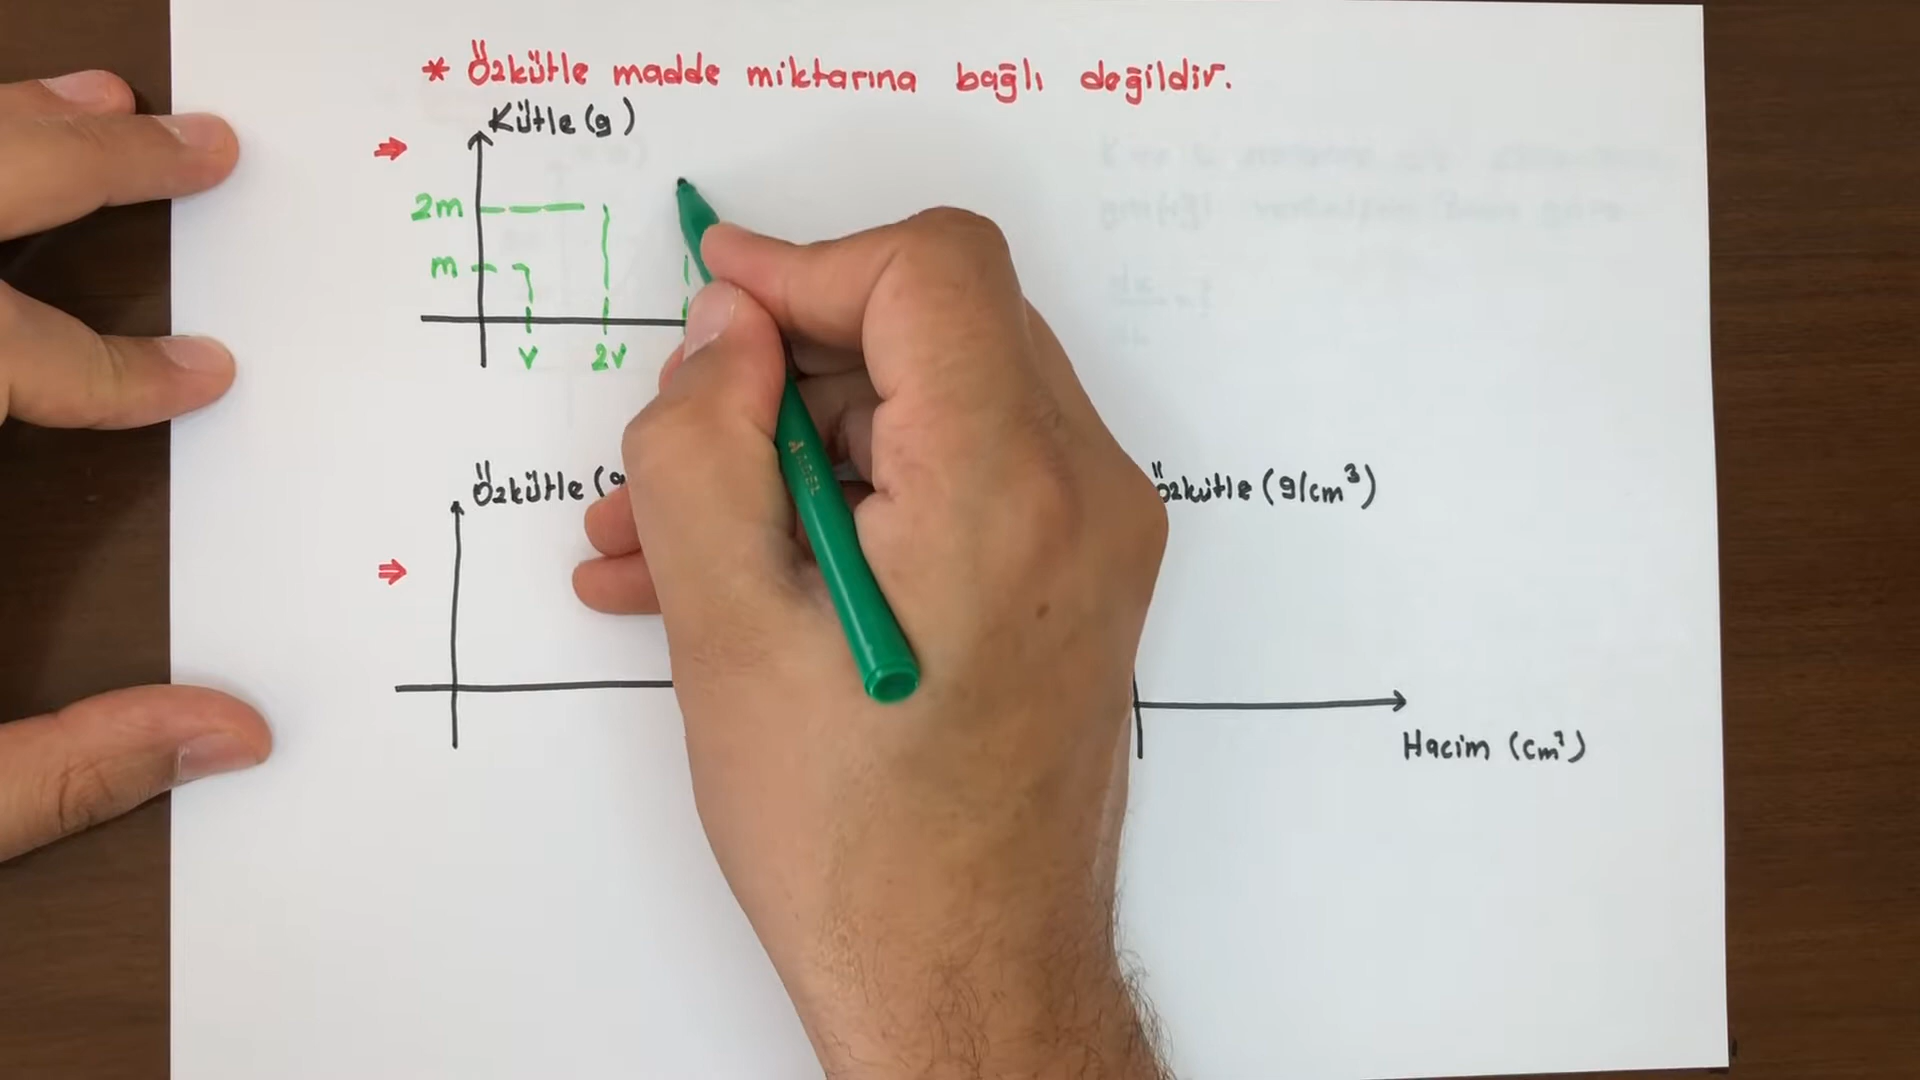 * Özkütle madde miktarına bağlı değildir.
Kütle (g)
2m
m
V 2V
Özkütle (g
Özkütle (g/cm³)
Hacim (cm³)